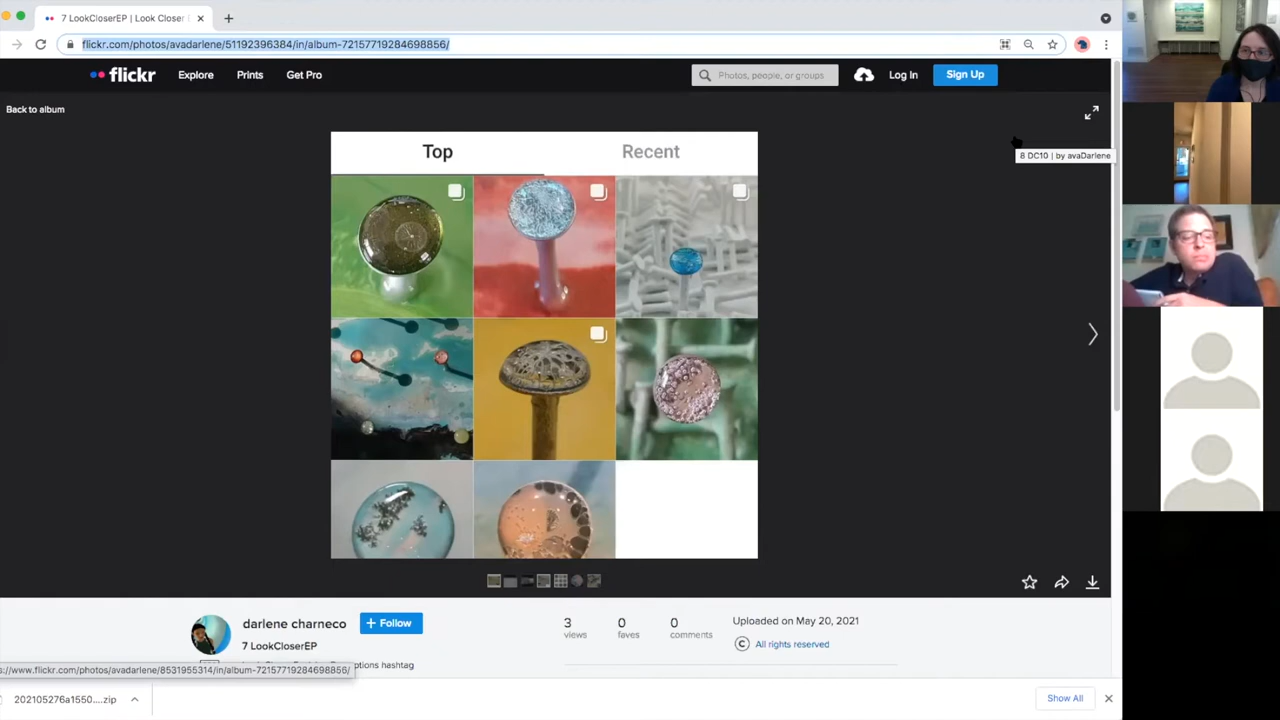 7 LookCloserEP | Look Closer
flickr.com/photos/avadarlene/51192396384/in/album-72157719284698856/
flickr
Explore
Prints
Get Pro
Photos, people, or groups
Log In
Sign Up
Back to album
8 DC10 | by avaDarlene
Top
Recent
darlene charneco
Follow
7 LookCloserEP
3
views
0
faves
0
comments
Uploaded on May 20, 2021
All rights reserved
ptions hashtag
s://www.flickr.com/photos/avadarlene/8531955314/in/album-72157719284698856/
202105276a1550....zip
Show All